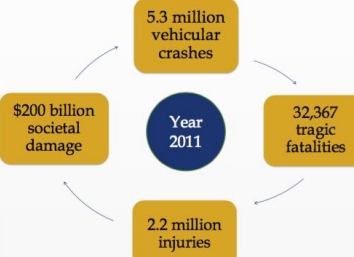 5.3 million
vehicular
crashes
$200 billion
societal
damage
Year
2011
32,367
tragic
fatalities
2.2 million
injuries